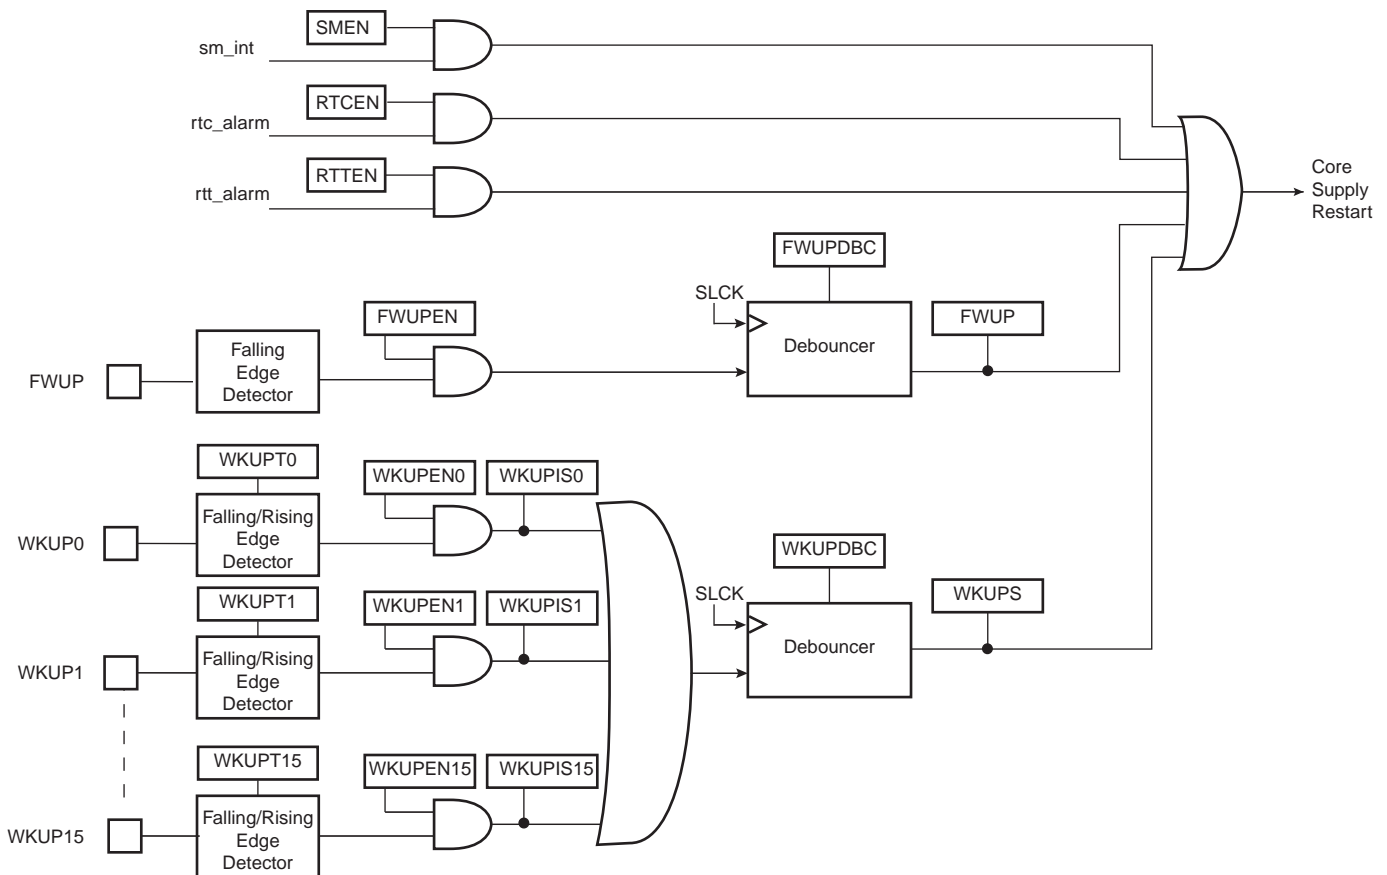 SMEN
sm_int
RTCEN
rtc_alarm
RTTEN
rtt_alarm
Core
Supply
Restart
FWUPDBC
SLCK
FWUPEN
FWUP
Falling
Edge
Detector
Debouncer
FWUP
WKUPT0
WKUPEN0
WKUPIS0
Falling/Rising
Edge
Detector
WKUP0
WKUPDBC
WKUPT1
WKUPEN1
WKUPIS1
SLCK
WKUPS
Falling/Rising
Edge
Detector
Debouncer
WKUP1
WKUPT15
WKUPEN15
WKUPIS15
Falling/Rising
Edge
Detector
WKUP15